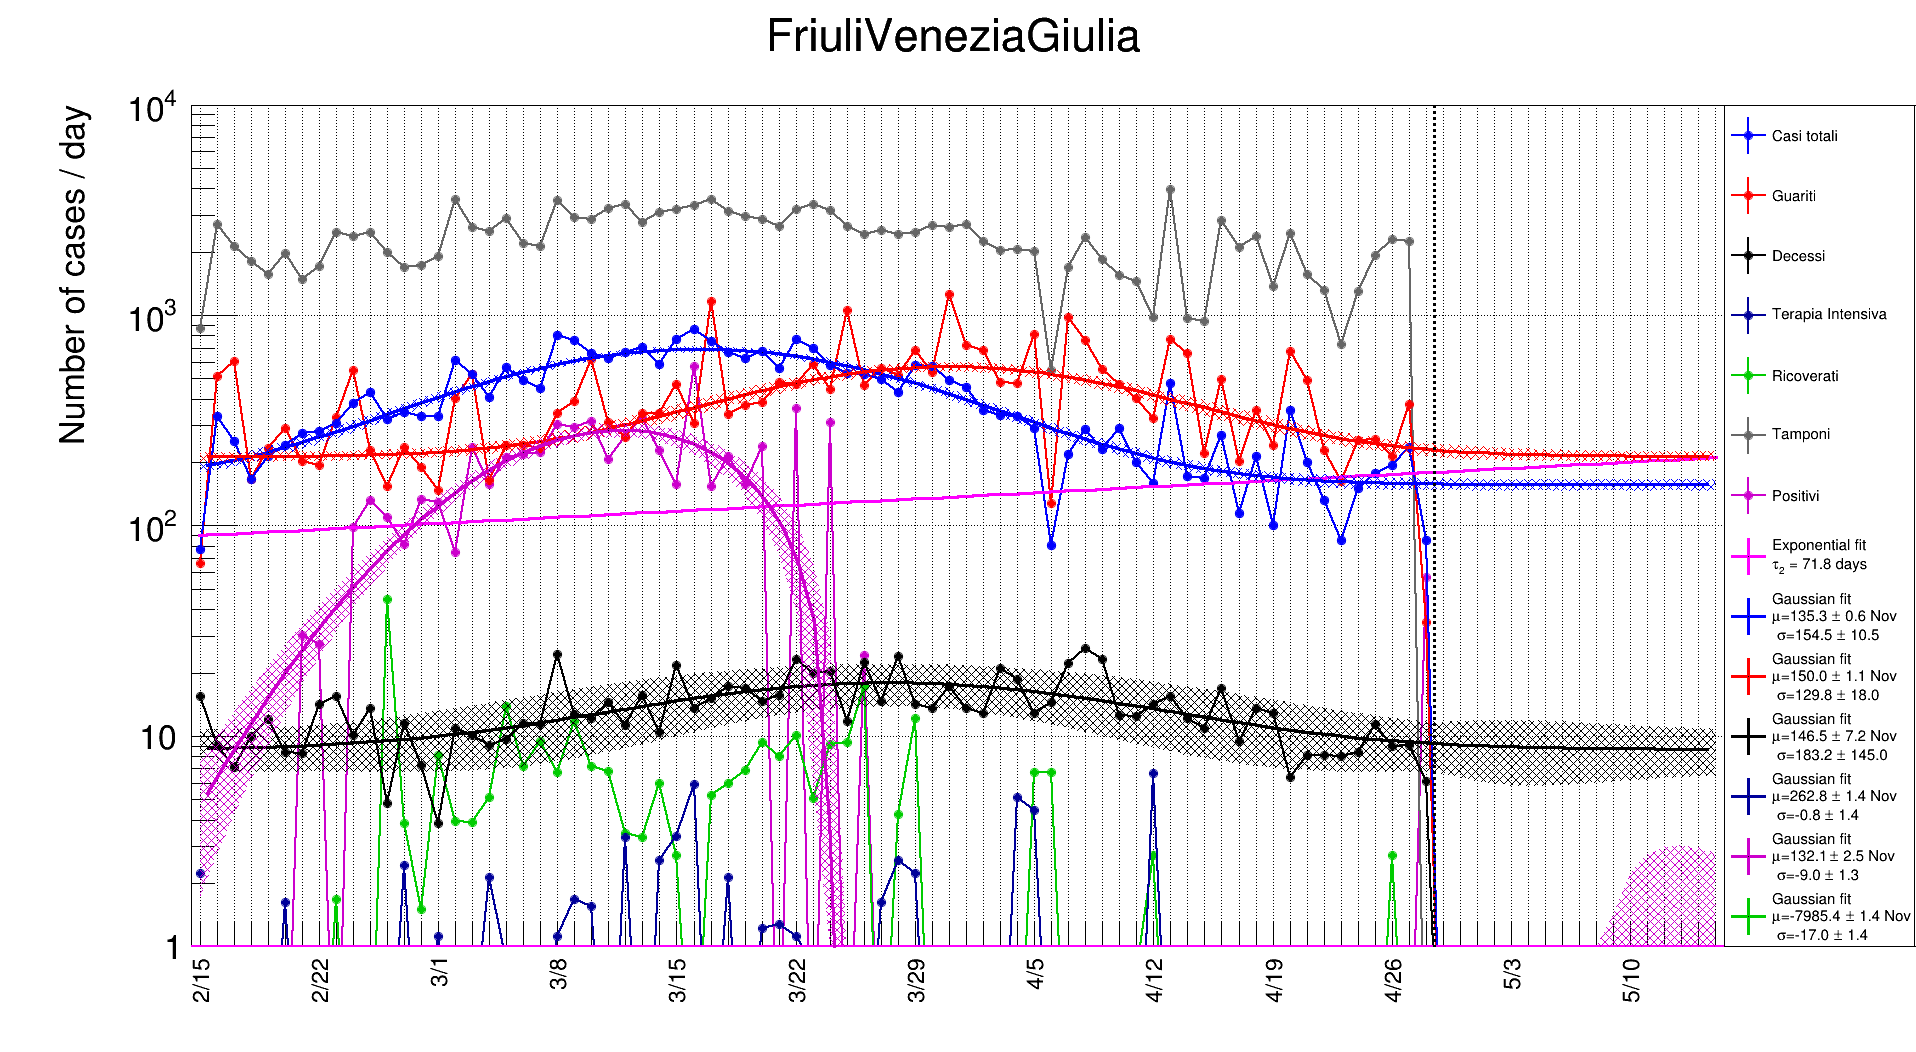 FriuliVeneziaGiulia
Number of cases / day
10^4
10^3
10^2
10
1
2/15
2/22
3/1
3/8
3/15
3/22
3/29
4/5
4/12
4/19
4/26
5/3
5/10
Casi totali
Guariti
Decessi
Terapia Intensiva
Ricoverati
Tamponi
Positivi
Exponential fit
τ₂ = 71.8 days
Gaussian fit
μ=135.3 ± 0.6 Nov
σ=154.5 ± 10.5
Gaussian fit
μ=150.0 ± 1.1 Nov
σ=129.8 ± 18.0
Gaussian fit
μ=146.5 ± 7.2 Nov
σ=183.2 ± 145.0
Gaussian fit
μ=262.8 ± 1.4 Nov
σ=-0.8 ± 1.4
Gaussian fit
μ=132.1 ± 2.5 Nov
σ=-9.0 ± 1.3
Gaussian fit
μ=-7985.4 ± 1.4 Nov
σ=-17.0 ± 1.4